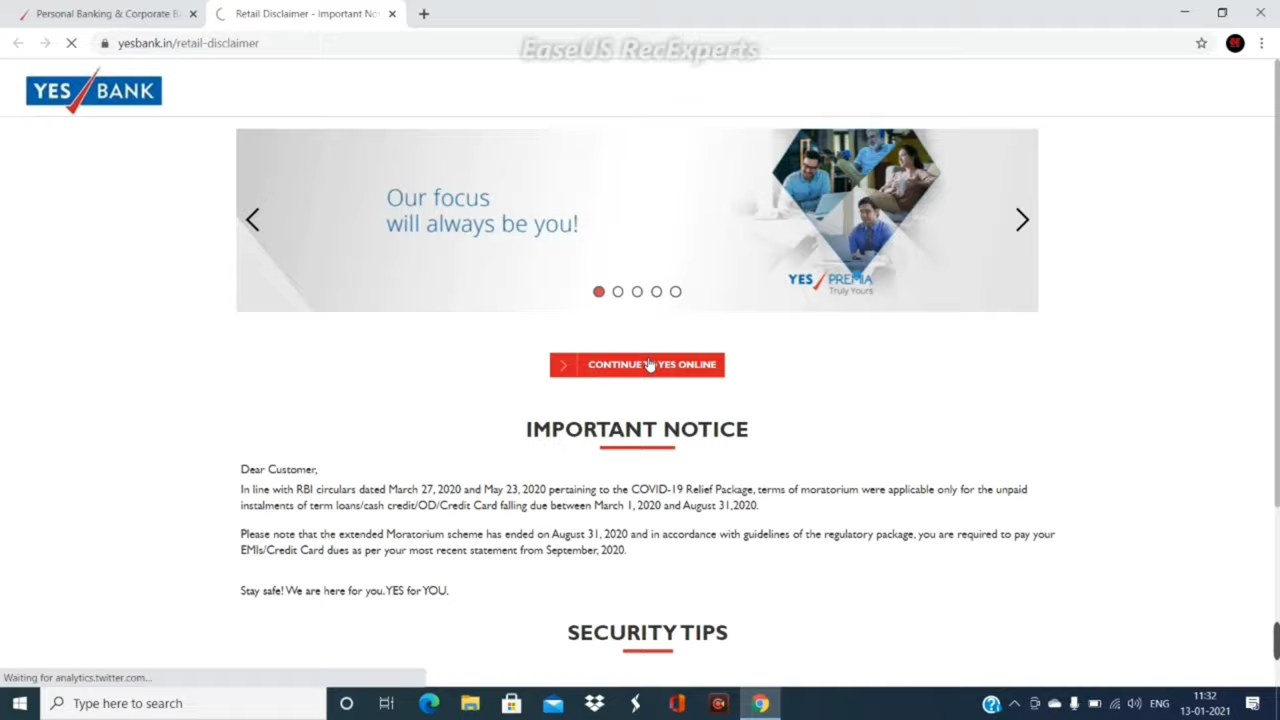 Personal Banking & Corporate B
Retail Disclaimer - Important No
yesbank.in/retail-disclaimer
EaseUS RecExperts
YES BANK
Our focus
will always be you!
YES PREMIA
Truly Yours
CONTINUE YES ONLINE
IMPORTANT NOTICE
Dear Customer,
In line with RBI circulars dated March 27, 2020 and May 23, 2020 pertaining to the COVID-19 Relief Package, terms of moratorium were applicable only for the unpaid
instalments of term loans/cash credit/OD/Credit Card falling due between March 1, 2020 and August 31,2020.
Please note that the extended Moratorium scheme has ended on August 31, 2020 and in accordance with guidelines of the regulatory package, you are required to pay your
EMIs/Credit Card dues as per your most recent statement from September, 2020.
Stay safe! We are here for you. YES for YOU.
SECURITY TIPS
Waiting for analytics.twitter.com...
Type here to search
ENG
11:32
13-01-2021